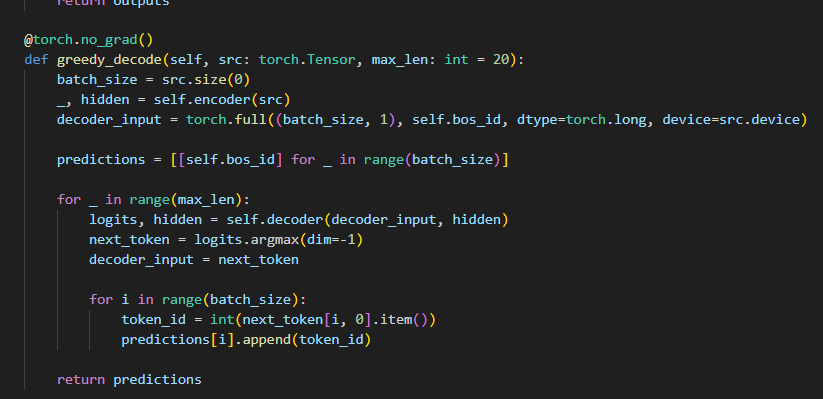 return outputs
@torch.no_grad()
def greedy_decode(self, src: torch.Tensor, max_len: int = 20):
    batch_size = src.size(0)
    _, hidden = self.encoder(src)
    decoder_input = torch.full((batch_size, 1), self.bos_id, dtype=torch.long, device=src.device)
    predictions = [[self.bos_id] for _ in range(batch_size)]
    for _ in range(max_len):
        logits, hidden = self.decoder(decoder_input, hidden)
        next_token = logits.argmax(dim=-1)
        decoder_input = next_token
        for i in range(batch_size):
            token_id = int(next_token[i, 0].item())
            predictions[i].append(token_id)
    return predictions